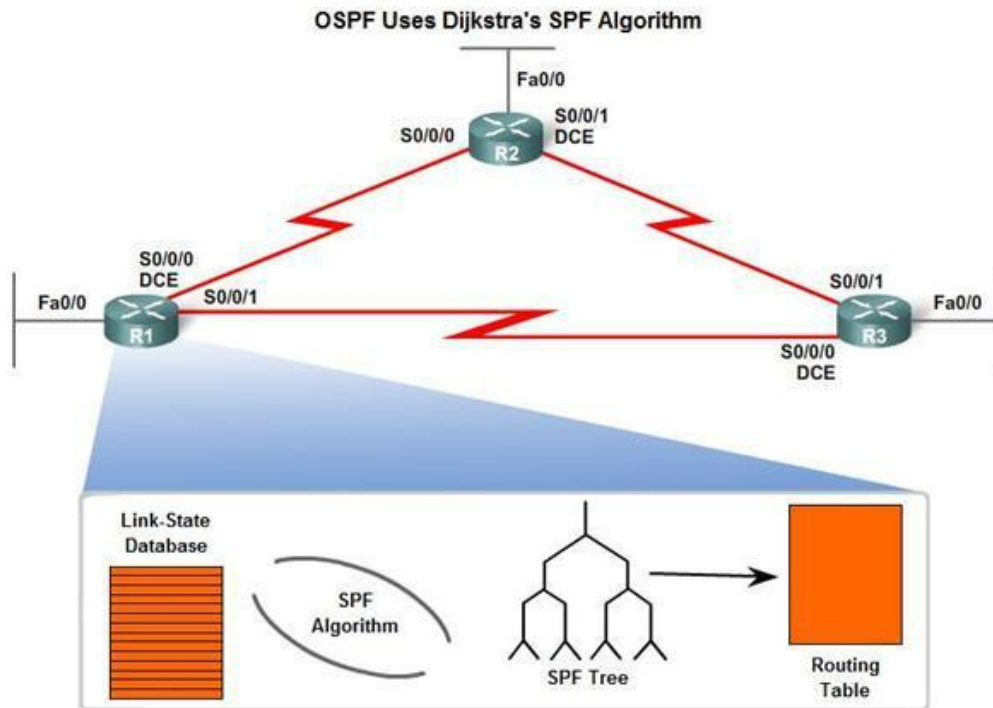 OSPF Uses Dijkstra's SPF Algorithm
Fa0/0
S0/0/0
S0/0/1
DCE
R2
S0/0/0
DCE
Fa0/0
S0/0/1
R1
S0/0/1
Fa0/0
R3
S0/0/0
DCE
Link-State
Database
SPF
Algorithm
SPF Tree
Routing
Table